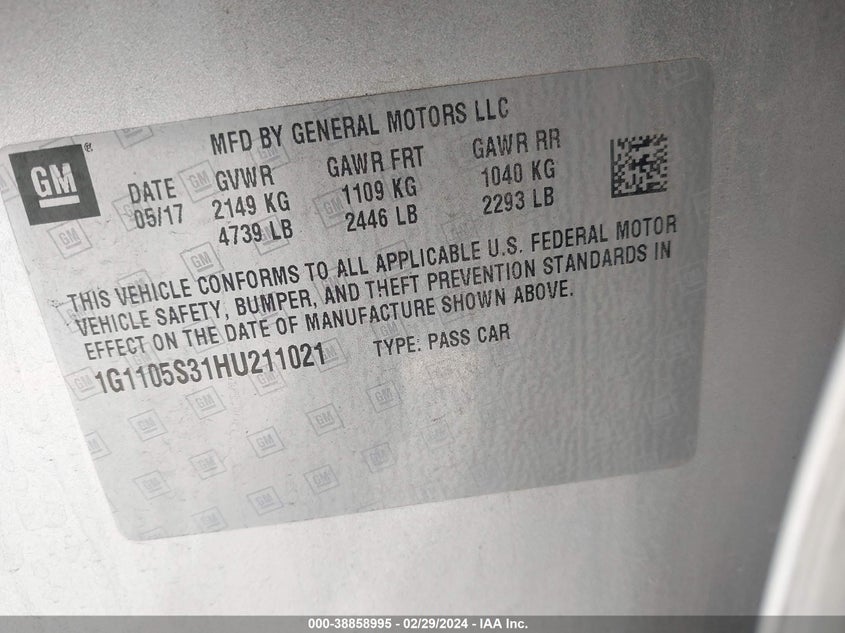 MFD BY GENERAL MOTORS LLC
GM®
DATE GVWR GAWR FRT GAWR RR
05/17 2149 KG 1109 KG 1040 KG
4739 LB 2446 LB 2293 LB
THIS VEHICLE CONFORMS TO ALL APPLICABLE U.S. FEDERAL MOTOR
VEHICLE SAFETY, BUMPER, AND THEFT PREVENTION STANDARDS IN
EFFECT ON THE DATE OF MANUFACTURE SHOWN ABOVE.
1G1105S31HU211021 TYPE: PASS CAR
000-38858995 - 02/29/2024 - IAA Inc.